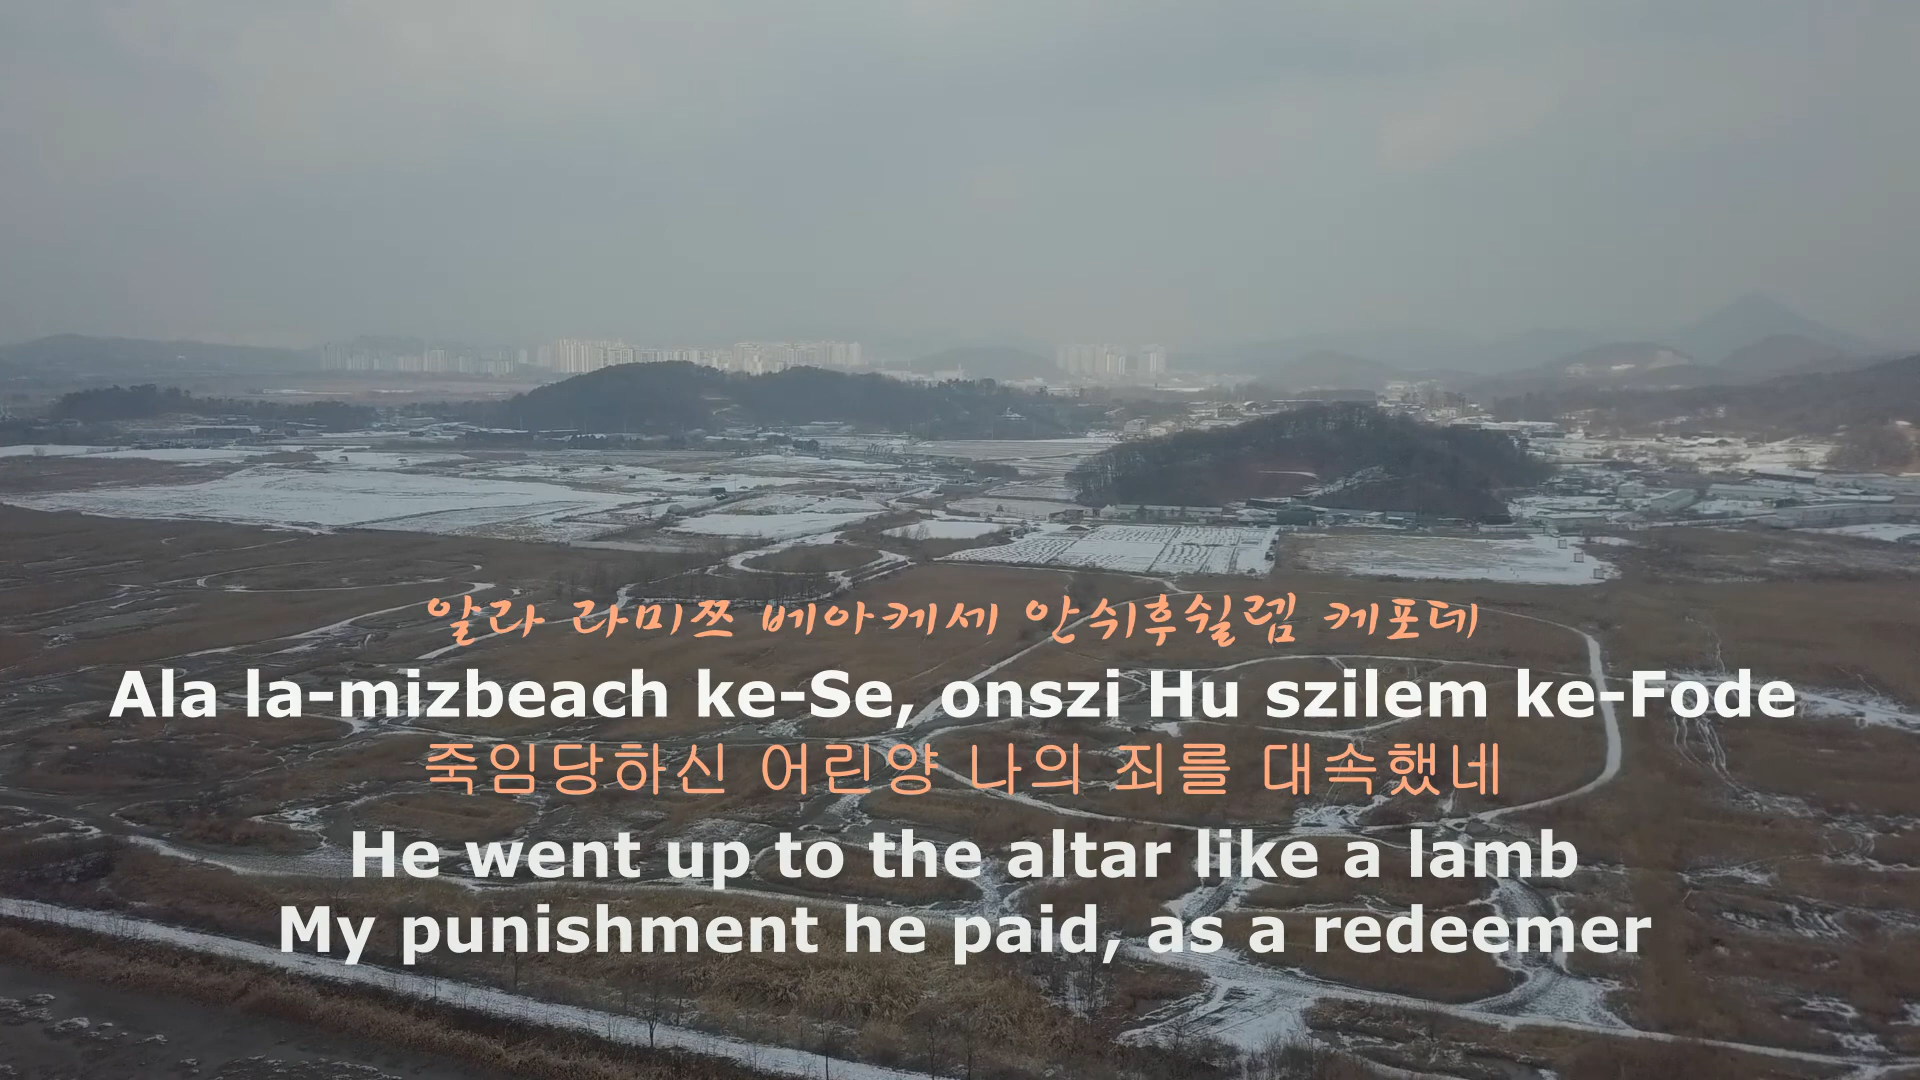 알라 라미쯔 베아케세 안쉬후쉴렘 케포데
Ala la-mizbeach ke-Se, onszi Hu szilem ke-Fode
죽임당하신 어린양 나의 죄를 대속했네
He went up to the altar like a lamb
My punishment he paid, as a redeemer